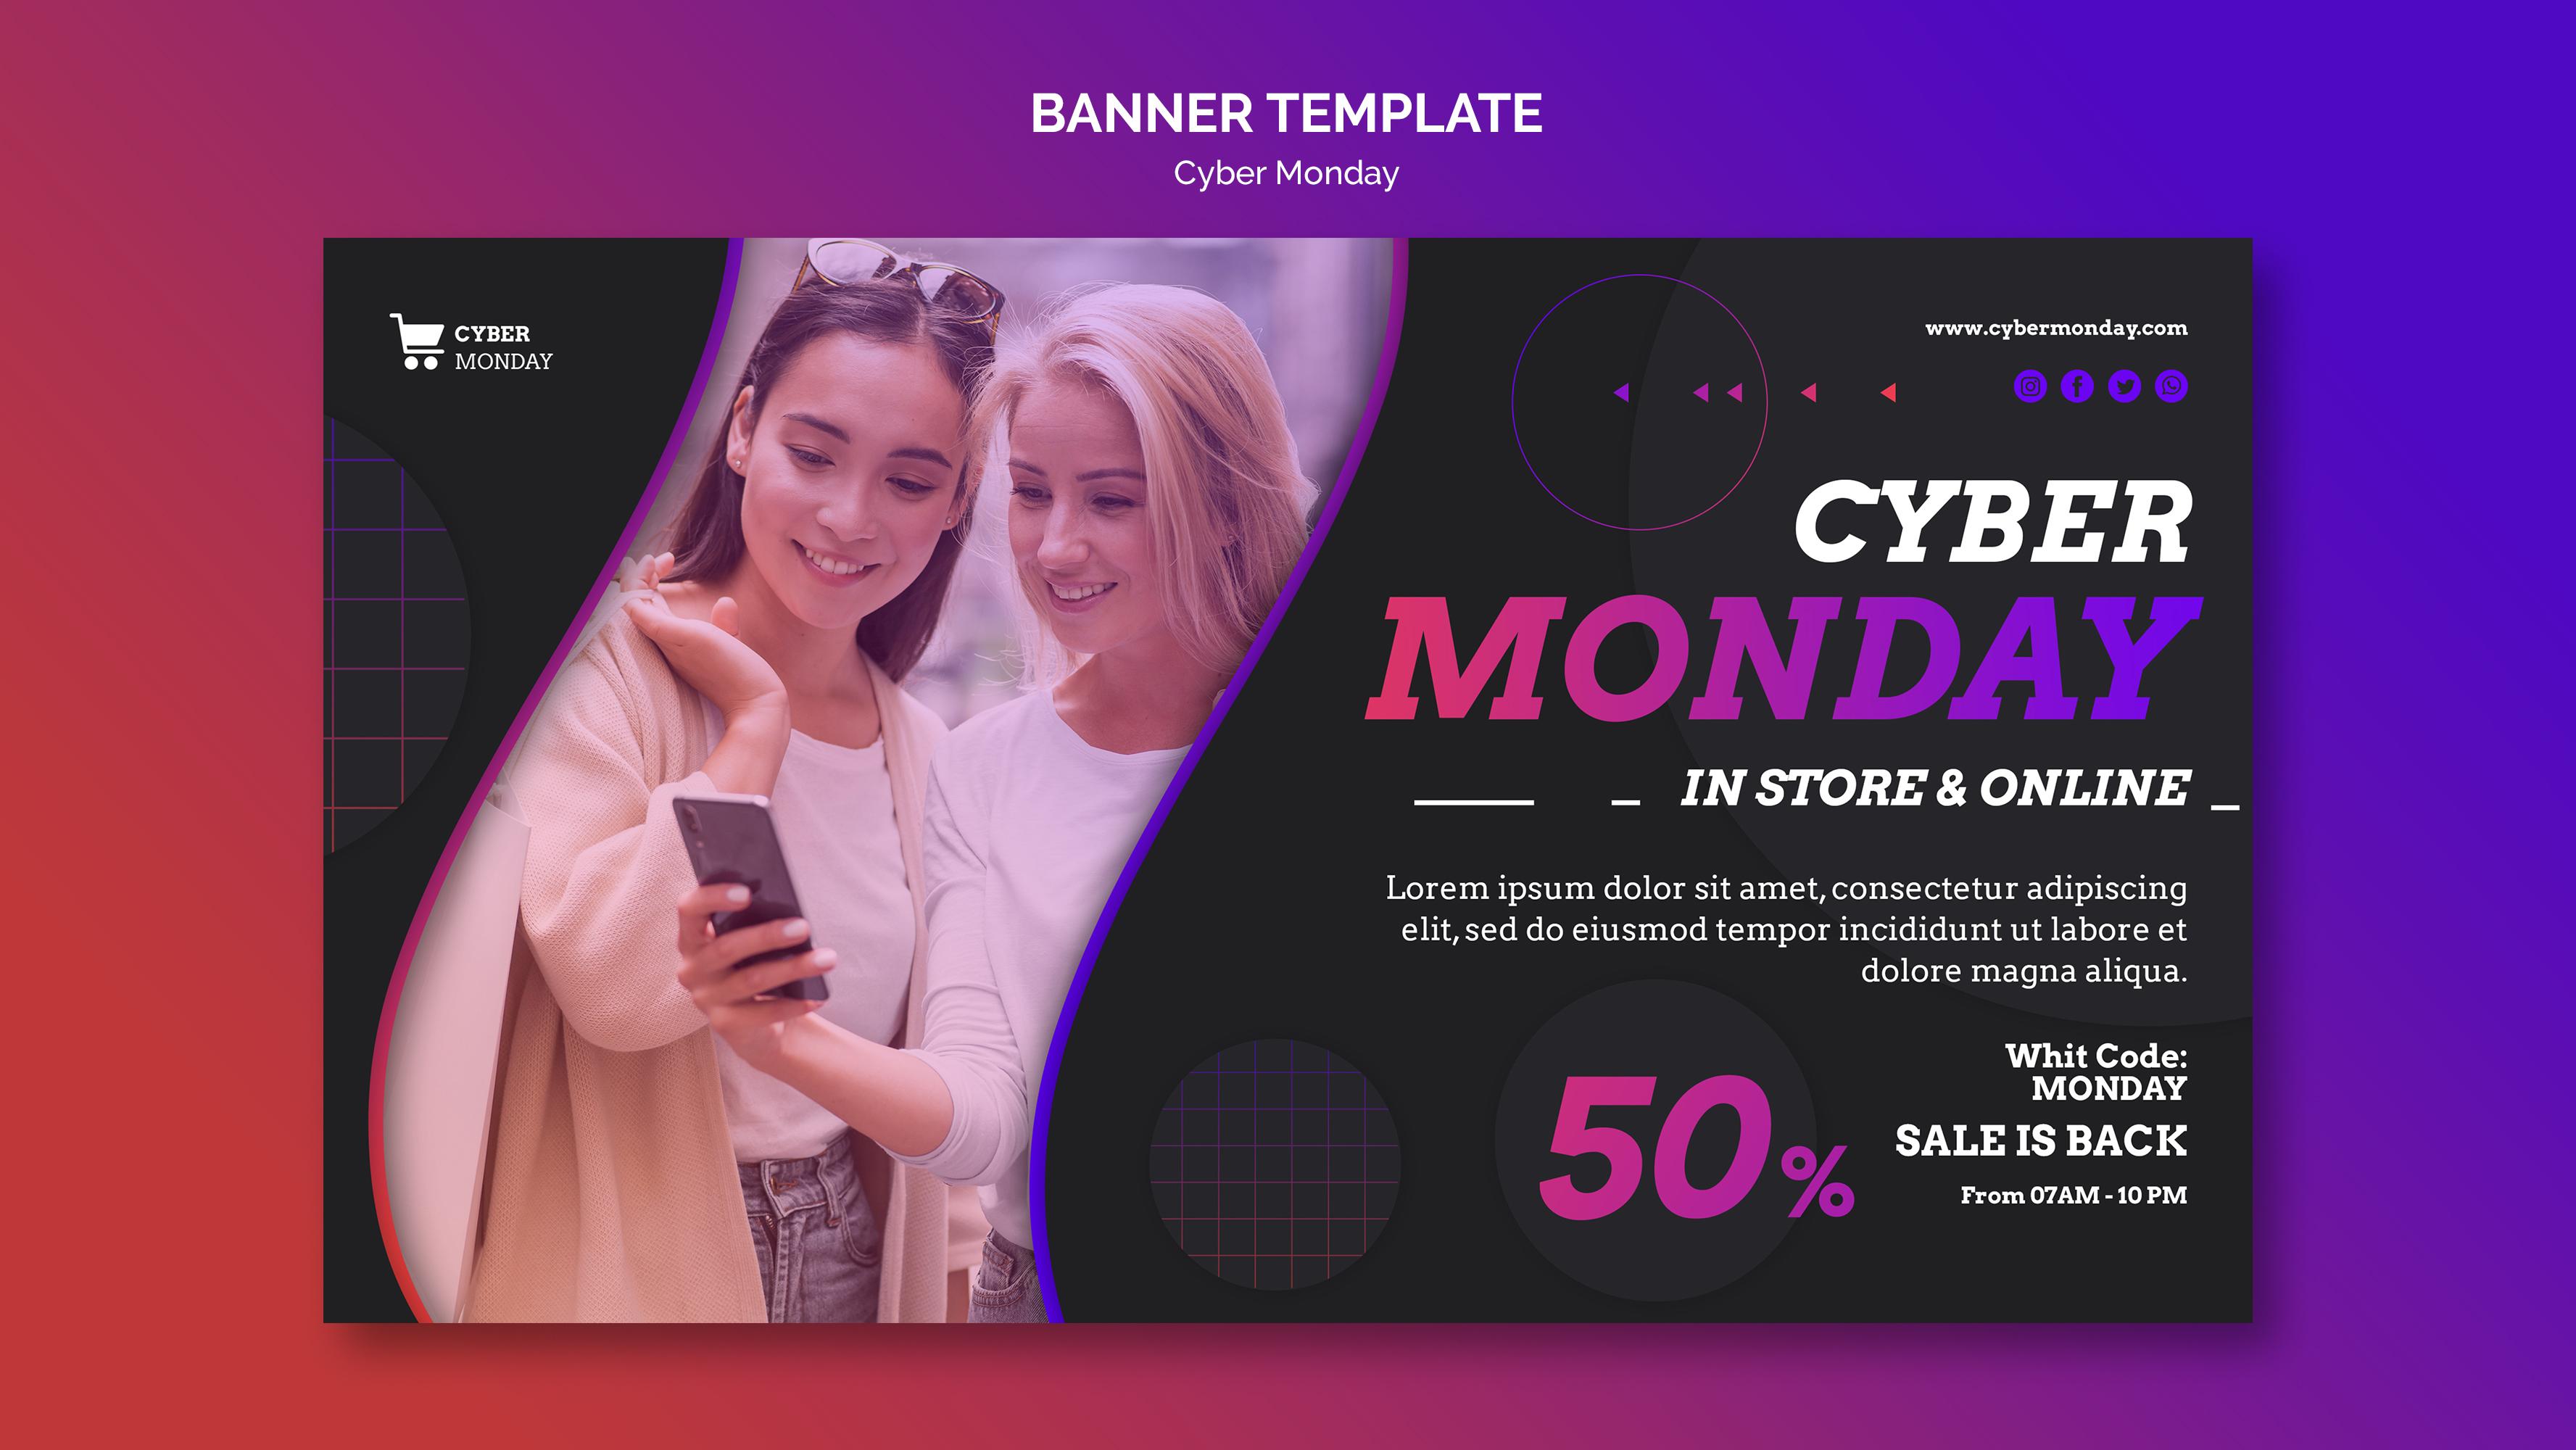 BANNER TEMPLATE
Cyber Monday
CYBER
MONDAY
www.cybermonday.com
CYBER
MONDAY
IN STORE & ONLINE
Lorem ipsum dolor sit amet, consectetur adipiscing
elit, sed do eiusmod tempor incididunt ut labore et
dolore magna aliqua.
50%
Whit Code:
MONDAY
SALE IS BACK
From 07AM - 10 PM